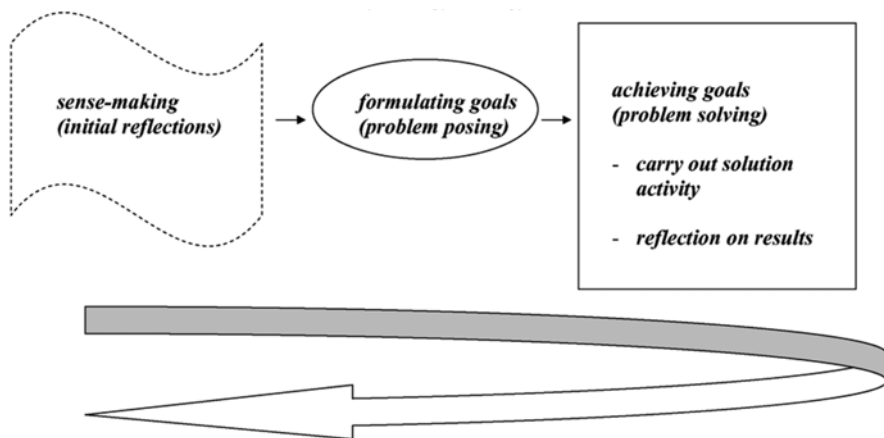 sense-making
(initial reflections)
formulating goals
(problem posing)
achieving goals
(problem solving)
- carry out solution
activity
- reflection on results